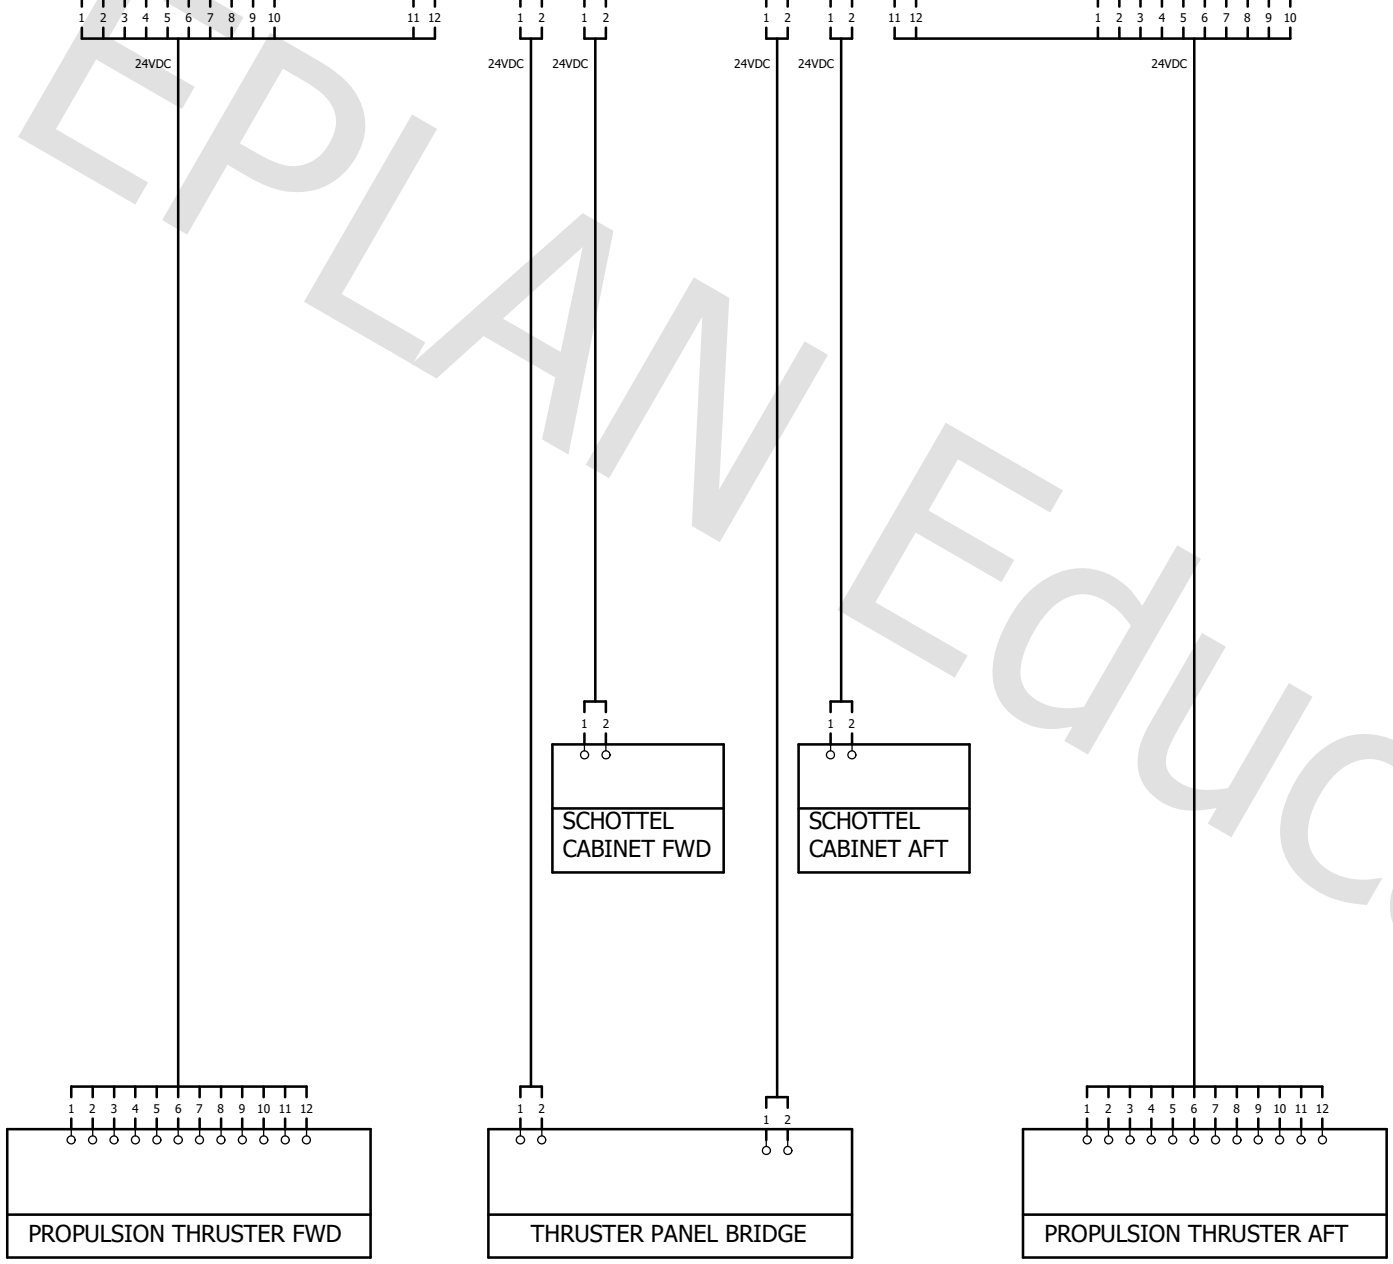 1 2 3 4 5 6 7 8 9 10 11 12 1 2 1 2 1 2 1 2 11 12 1 2 3 4 5 6 7 8 9 10
24VDC 24VDC 24VDC 24VDC 24VDC 24VDC
EPLAN Educa
1 2 1 2
SCHOTTEL
CABINET FWD
SCHOTTEL
CABINET AFT
1 2 3 4 5 6 7 8 9 10 11 12 1 2 1 2 1 2 3 4 5 6 7 8 9 10 11 12
PROPULSION THRUSTER FWD
THRUSTER PANEL BRIDGE
PROPULSION THRUSTER AFT